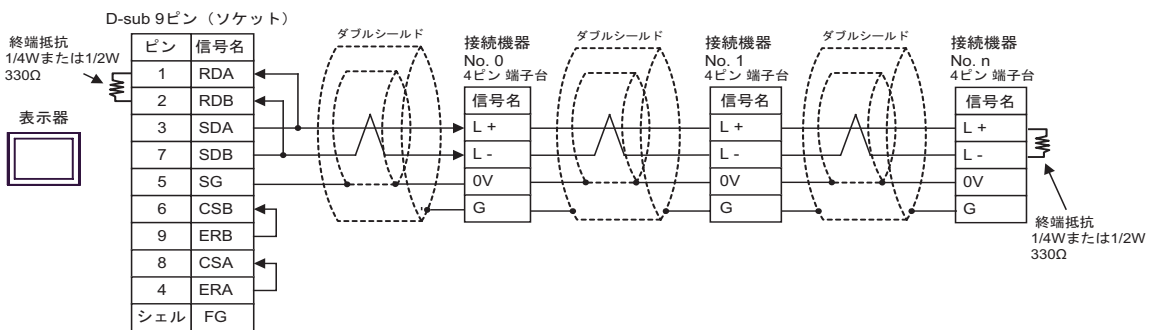 D-sub 9ピン（ソケット）
終端抵抗
1/4Wまたは1/2W
330Ω
表示器
ピン 信号名
1 RDA
2 RDB
3 SDA
7 SDB
5 SG
6 CSB
9 ERB
8 CSA
4 ERA
シェル FG
ダブルシールド
接続機器
No. 0
4ピン 端子台
信号名
L +
L -
0V
G
ダブルシールド
接続機器
No. 1
4ピン 端子台
信号名
L +
L -
0V
G
ダブルシールド
接続機器
No. n
4ピン 端子台
信号名
L +
L -
0V
G
終端抵抗
1/4Wまたは1/2W
330Ω